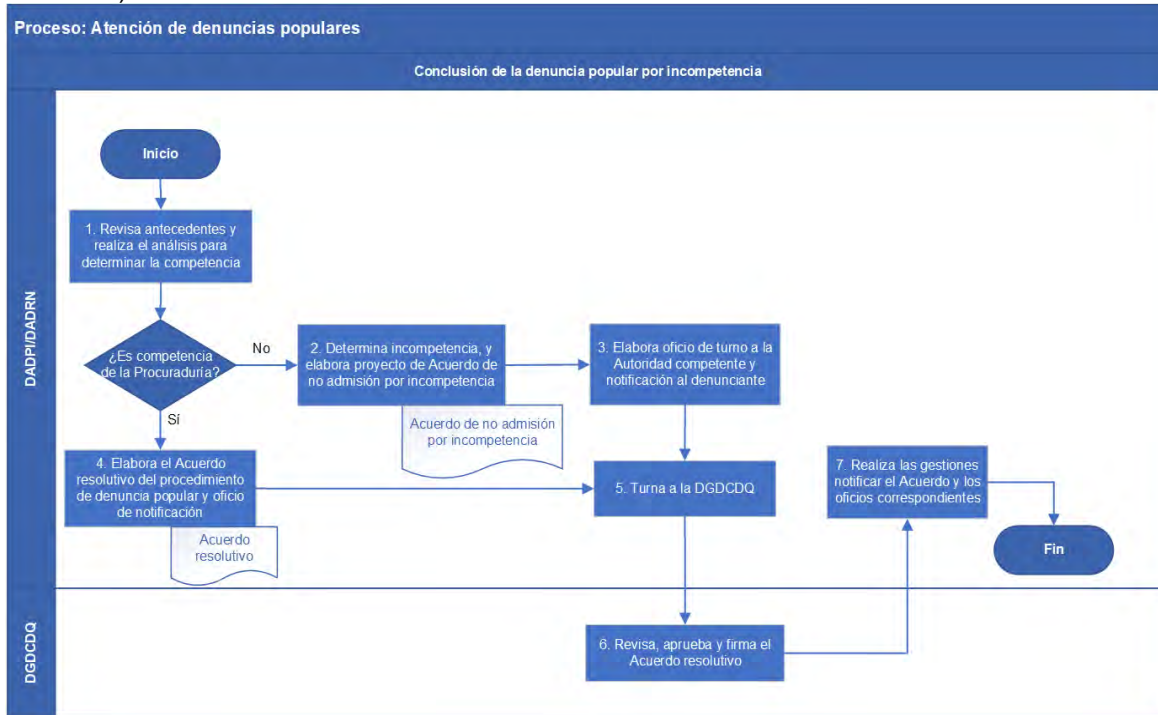 Proceso: Atención de denuncias populares
Conclusión de la denuncia popular por incompetencia
DADPI/DADRN
Inicio
1. Revisa antecedentes y
realiza el análisis para
determinar la competencia
¿Es competencia
de la Procuraduría?
No
2. Determina incompetencia, y
elabora proyecto de Acuerdo de
no admisión por incompetencia
Acuerdo de no admisión
por incompetencia
3. Elabora oficio de turno a la
Autoridad competente y
notificación al denunciante
Sí
4. Elabora el Acuerdo
resolutivo del procedimiento
de denuncia popular y oficio
de notificación
Acuerdo
resolutivo
5. Turna a la DGDCDQ
7. Realiza las gestiones
notificar el Acuerdo y los
oficios correspondientes
Fin
DGDCDQ
6. Revisa, aprueba y firma el
Acuerdo resolutivo